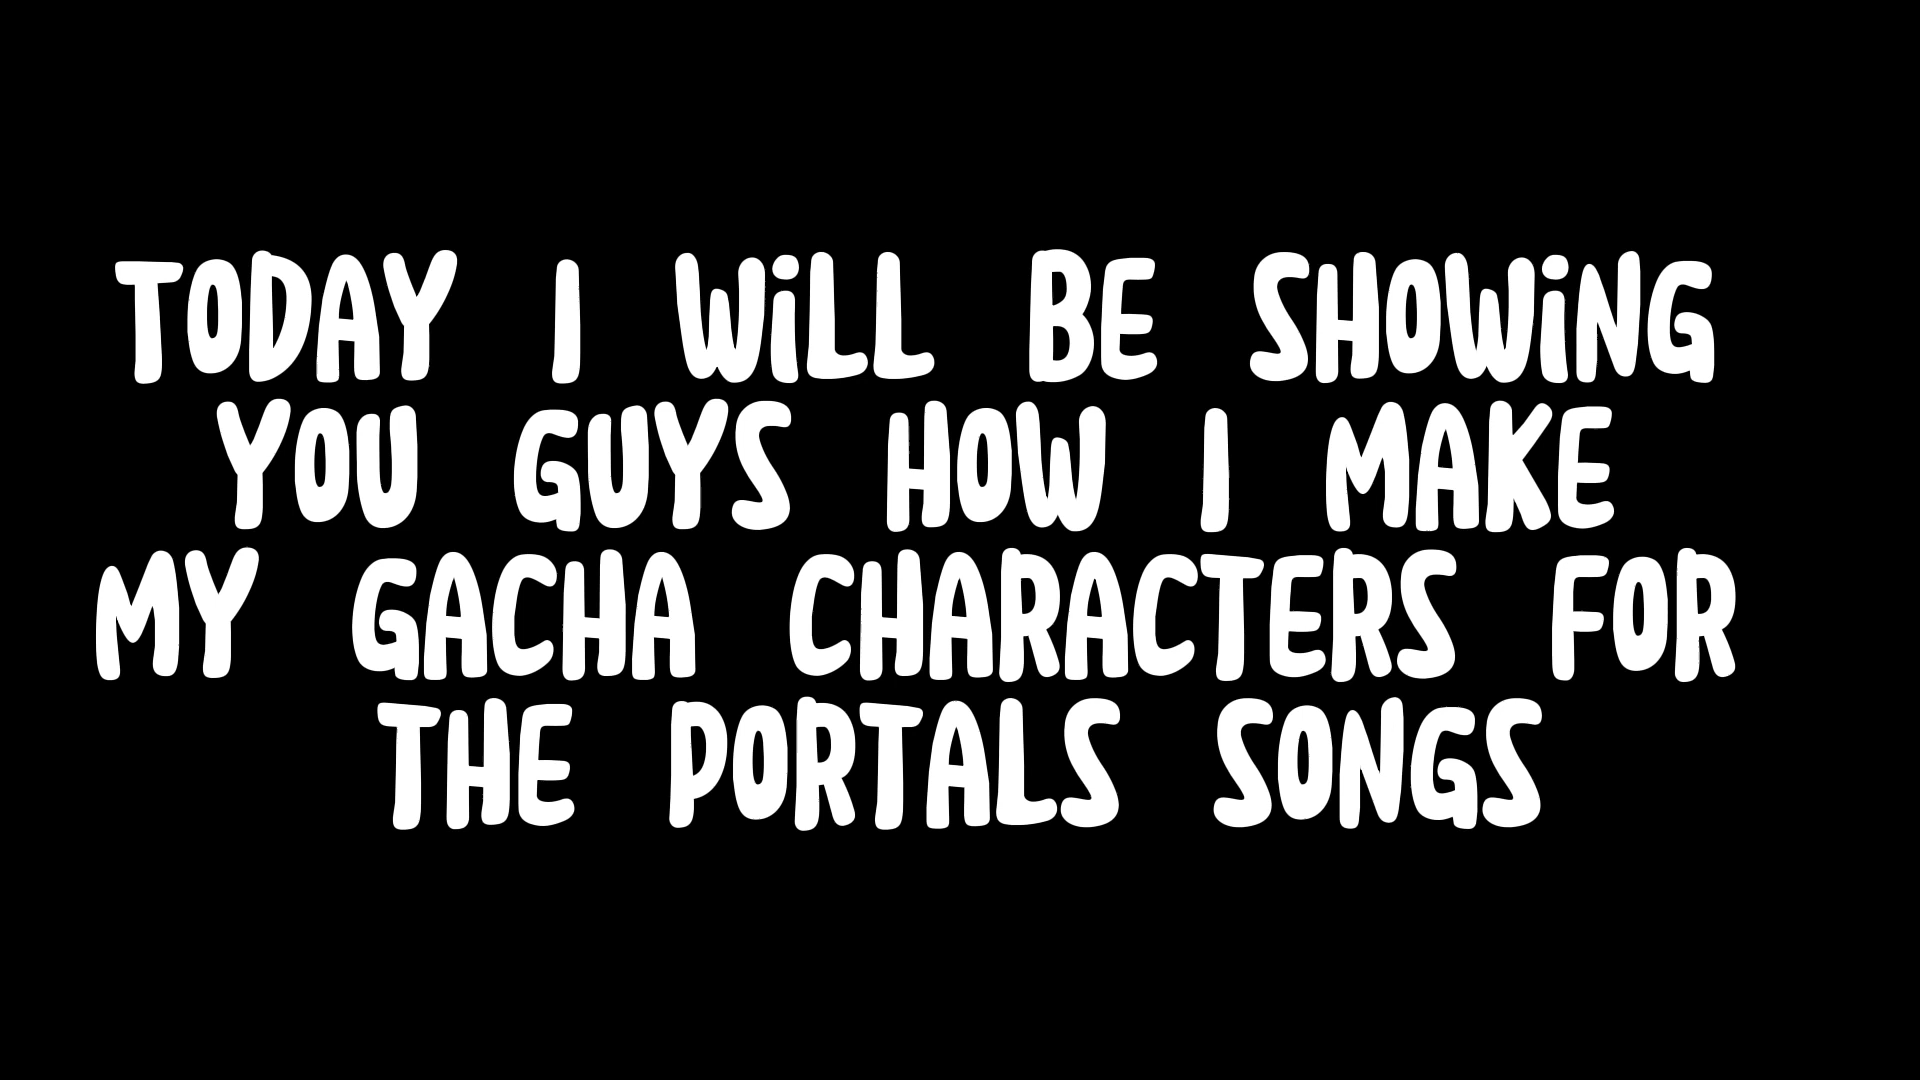 TODAY I WiLL BE SHOWiNG
YOU GUYS HOW I MAKE
MY GACHA CHARACTERS FOR
THE PORTALS SONGS